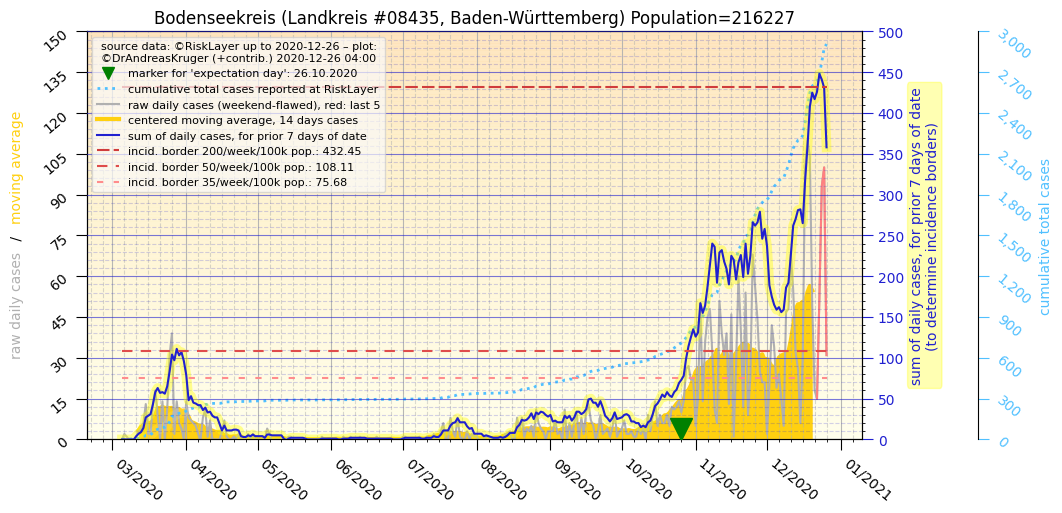 Bodenseekreis (Landkreis #08435, Baden-Württemberg) Population=216227
source data: ©RiskLayer up to 2020-12-26 – plot:
©DrAndreasKruger (+contrib.) 2020-12-26 04:00
marker for 'expectation day': 26.10.2020
cumulative total cases reported at RiskLayer
raw daily cases (weekend-flawed), red: last 5
centered moving average, 14 days cases
sum of daily cases, for prior 7 days of date
incid. border 200/week/100k pop.: 432.45
incid. border 50/week/100k pop.: 108.11
incid. border 35/week/100k pop.: 75.68
raw daily cases / moving average
150
135
120
105
90
75
60
45
30
15
0
03/2020
04/2020
05/2020
06/2020
07/2020
08/2020
09/2020
10/2020
11/2020
12/2020
01/2021
500
450
400
350
300
250
200
150
100
50
0
sum of daily cases, for prior 7 days of date
(to determine incidence borders)
3,000
2,700
2,400
2,100
1,800
1,500
1,200
900
600
300
0
cumulative total cases